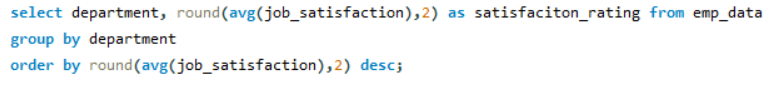 select department, round(avg(job_satisfaction),2) as satisfaciton_rating from emp_data
group by department
order by round(avg(job_satisfaction),2) desc;